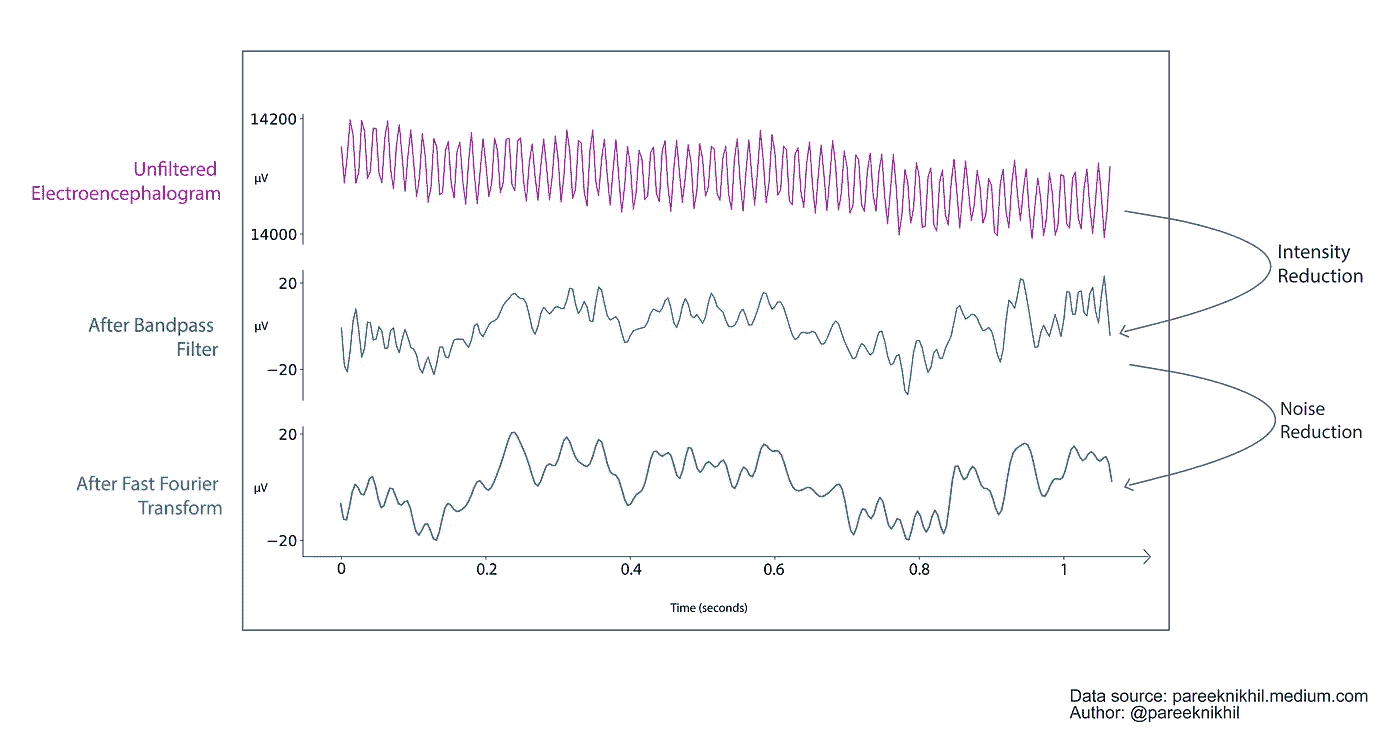 14200
Unfiltered
Electroencephalogram
μV
14000
Intensity
Reduction
20
After Bandpass
Filter
μV
−20
Noise
Reduction
20
After Fast Fourier
Transform
μV
−20
0 0.2 0.4 0.6 0.8 1
Time (seconds)
Data source: pareeknikhil.medium.com
Author: @pareeknikhil